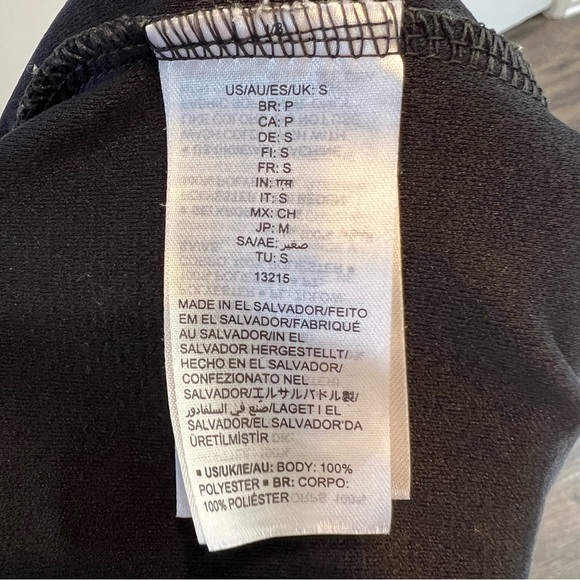 US/AU/ES/UK: S
BR: P
CA: P
DE: S
FI: S
FR: S
IN: एस
IT: S
MX: CH
JP: M
SA/AE: صغير
TU: S
13215
MADE IN EL SALVADOR/FEITO
EM EL SALVADOR/FABRIQUÉ
AU SALVADOR/IN EL
SALVADOR HERGESTELLT/
HECHO EN EL SALVADOR/
CONFEZIONATO NEL
SALVADOR/エルサルバドル製/
صنع في السلفادور/LAGET I EL
SALVADOR/EL SALVADOR'DA
ÜRETİLMİŞTİR
■ US/UK/IE/AU: BODY: 100%
POLYESTER ■ BR: CORPO:
100% POLIÉSTER